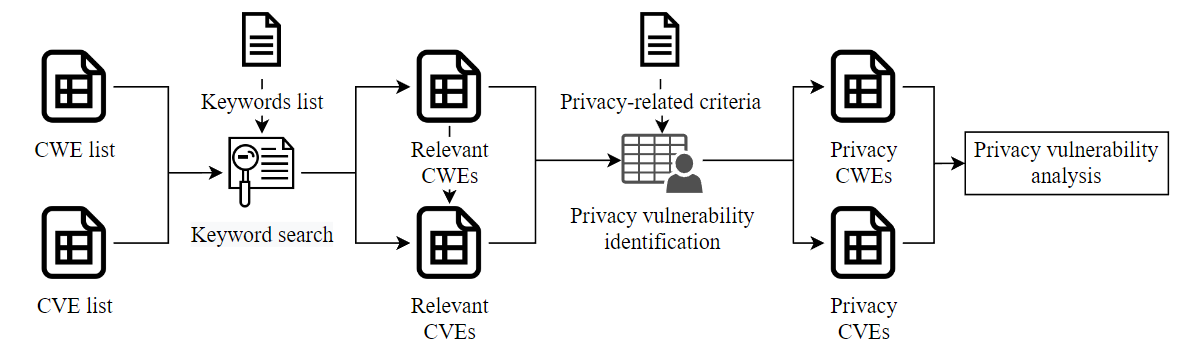 Keywords list
Privacy-related criteria
CWE list
Relevant
CWEs
Privacy
CWEs
Privacy vulnerability
analysis
Keyword search
Privacy vulnerability
identification
CVE list
Relevant
CVEs
Privacy
CVEs